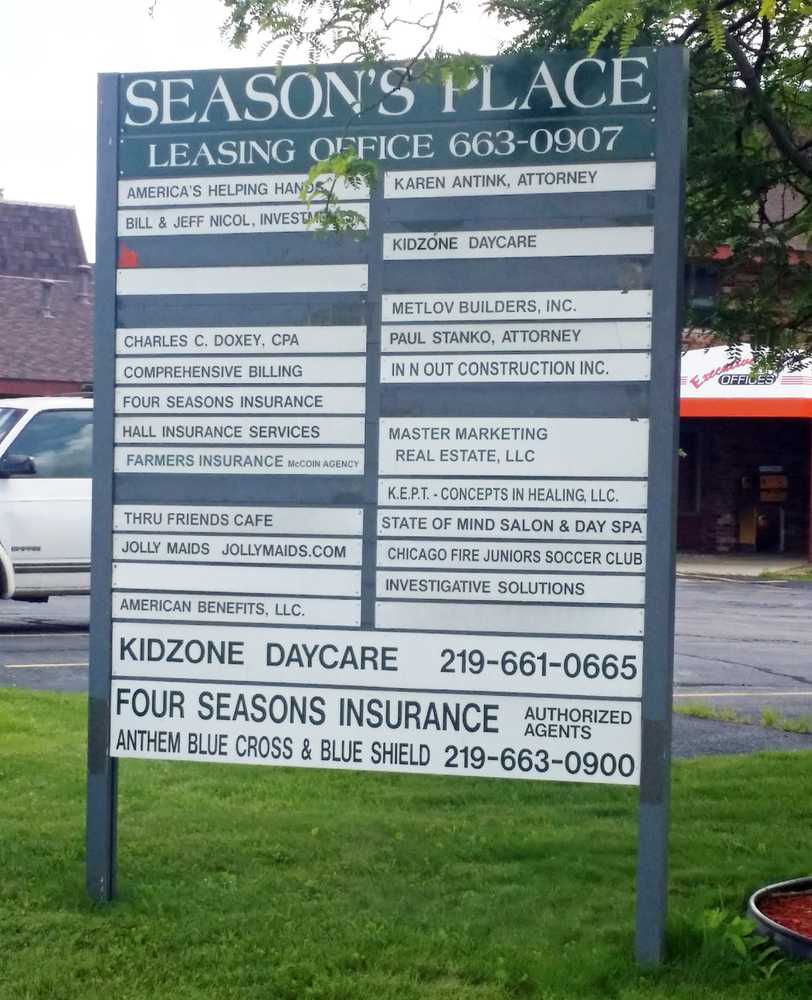 SEASON'S PLACE
LEASING OFFICE 663-0907
AMERICA'S HELPING HANDS
BILL & JEFF NICOL,
CHARLES C. DOXEY, CPA
COMPREHENSIVE BILLING
FOUR SEASONS INSURANCE
HALL INSURANCE SERVICES
FARMERS INSURANCE McCOIN AGENCY
THRU FRIENDS CAFE
JOLLY MAIDS JOLLYMAIDS.COM
AMERICAN BENEFITS, LLC.
KAREN ANTINK, ATTORNEY
KIDZONE DAYCARE
METLOV BUILDERS, INC.
PAUL STANKO, ATTORNEY
IN N OUT CONSTRUCTION INC.
MASTER MARKETING
REAL ESTATE, LLC
K.E.P.T. - CONCEPTS IN HEALING, LLC.
STATE OF MIND SALON & DAY SPA
CHICAGO FIRE JUNIORS SOCCER CLUB
INVESTIGATIVE SOLUTIONS
KIDZONE DAYCARE 219-661-0665
FOUR SEASONS INSURANCE AUTHORIZED
AGENTS
ANTHEM BLUE CROSS & BLUE SHIELD 219-663-0900
Executive
OFFICES